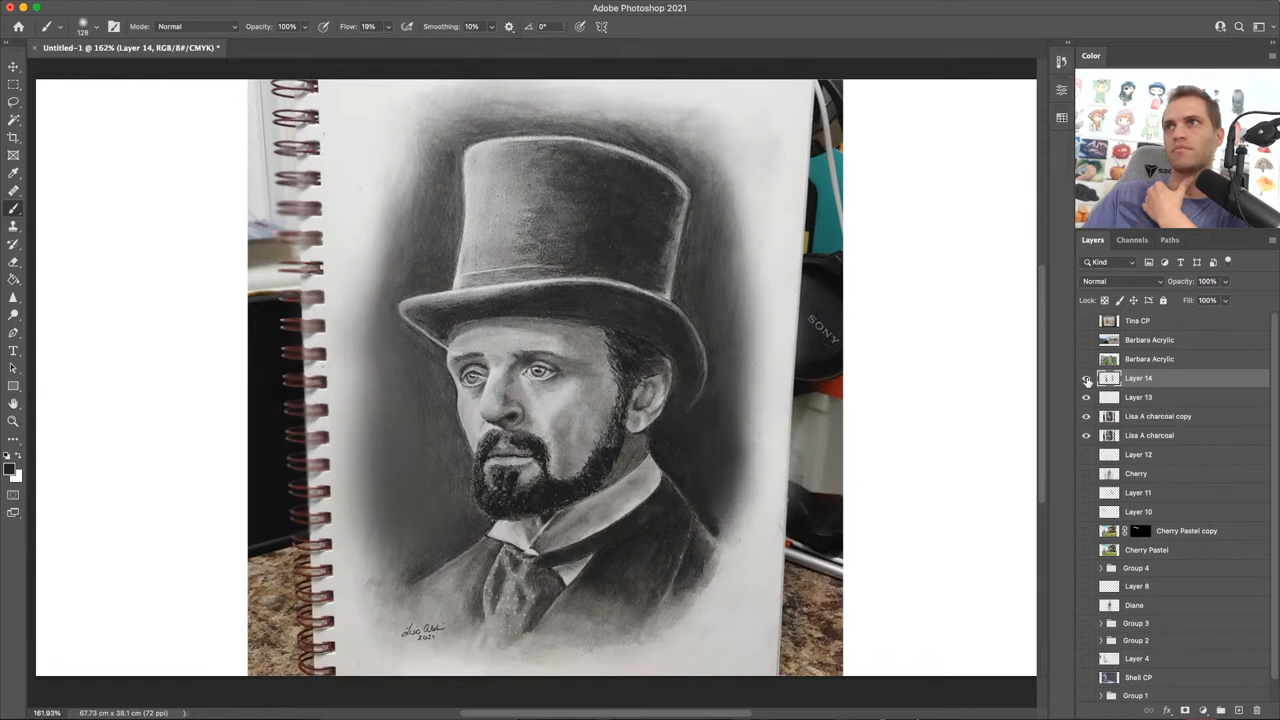 Adobe Photoshop 2021
128
Mode: Normal
Opacity: 100%
Flow: 19%
Smoothing: 10%
0°
Untitled-1 @ 162% (Layer 14, RGB/8#/CMYK) *
Color
SONY
2021
Layers
Channels
Paths
Kind
Normal
Opacity: 100%
Lock:
Fill: 100%
Tina CP
Barbara Acrylic
Barbara Acrylic
Layer 14
Layer 13
Lisa A charcoal copy
Lisa A charcoal
Layer 12
Cherry
Layer 11
Layer 10
Cherry Pastel copy
Cherry Pastel
Group 4
Layer 8
Diane
Group 3
Group 2
Layer 4
Shell CP
Group 1
161.93%
67.73 cm x 38.1 cm (72 ppi)